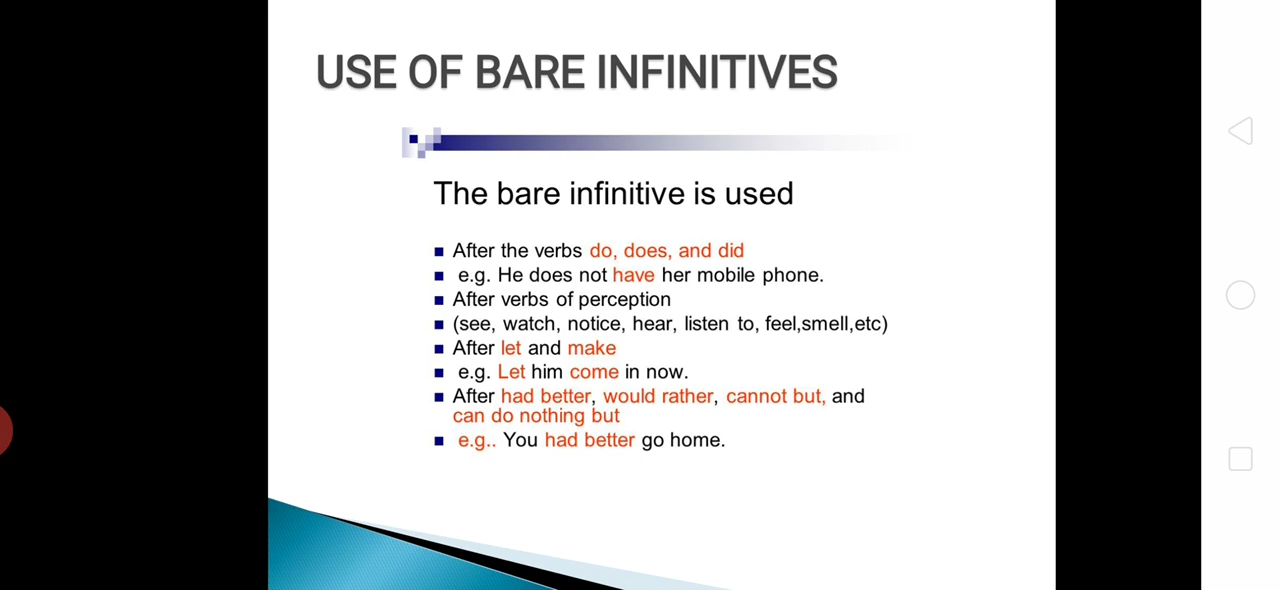 USE OF BARE INFINITIVES
The bare infinitive is used
After the verbs do, does, and did
e.g. He does not have her mobile phone.
After verbs of perception
(see, watch, notice, hear, listen to, feel,smell,etc)
After let and make
e.g. Let him come in now.
After had better, would rather, cannot but, and
can do nothing but
e.g.. You had better go home.